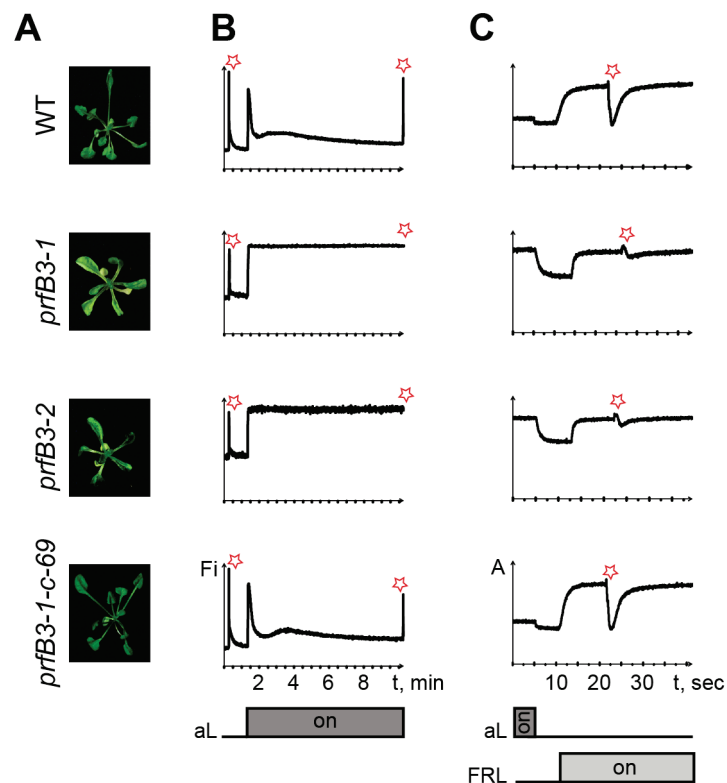 A
B
C
WT
prfB3-1
prfB3-2
prfB3-1-c-69
Fi
A
2 4 6 8 t, min
10 20 30 t, sec
aL on
aL on
FRL on